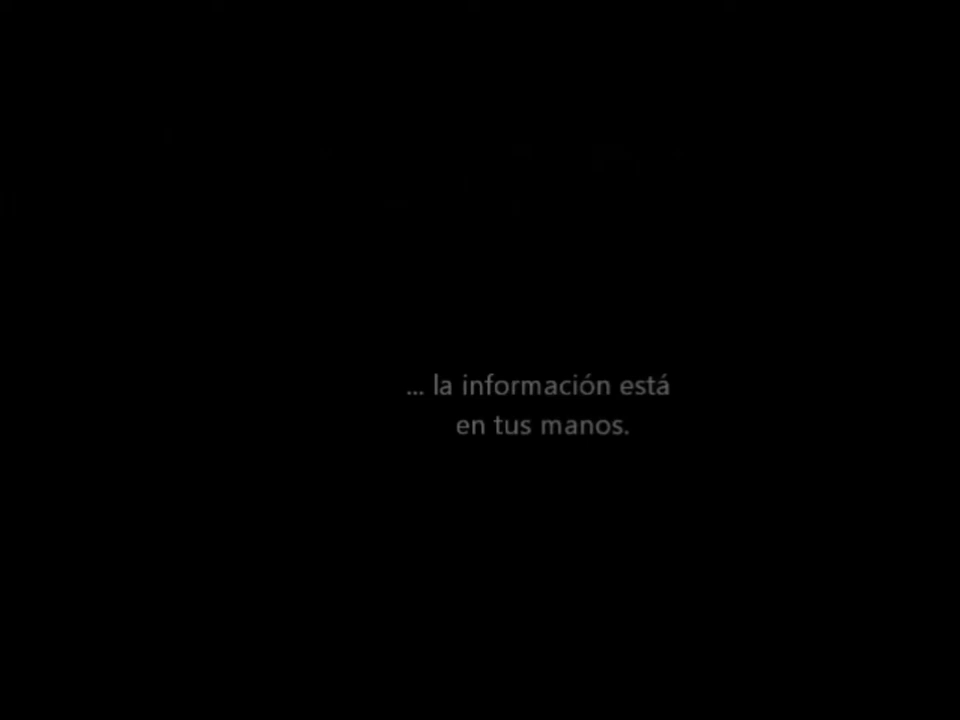 ... la información está
en tus manos.